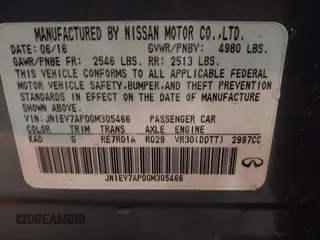 MANUFACTURED BY NISSAN MOTOR CO.,LTD.
DATE: 06/16 GVWR/PNBV: 4980 LBS.
GAWR/PNBE FR: 2546 LBS. RR: 2513 LBS.
THIS VEHICLE CONFORMS TO ALL APPLICABLE FEDERAL
MOTOR VEHICLE SAFETY,BUMPER,AND THEFT
PREVENTION STANDARDS IN EFFECT ON THE DATE OF MANUFACTURE
SHOWN ABOVE.
VIN: JN1EV7AP0GM305466 PASSENGER CAR
COLOR TRIM TRANS AXLE ENGINE
KAD G RE7R01A RG29 VR30(DDTT) 2997CC
JN1EV7AP0GM305466
© DREAMBID